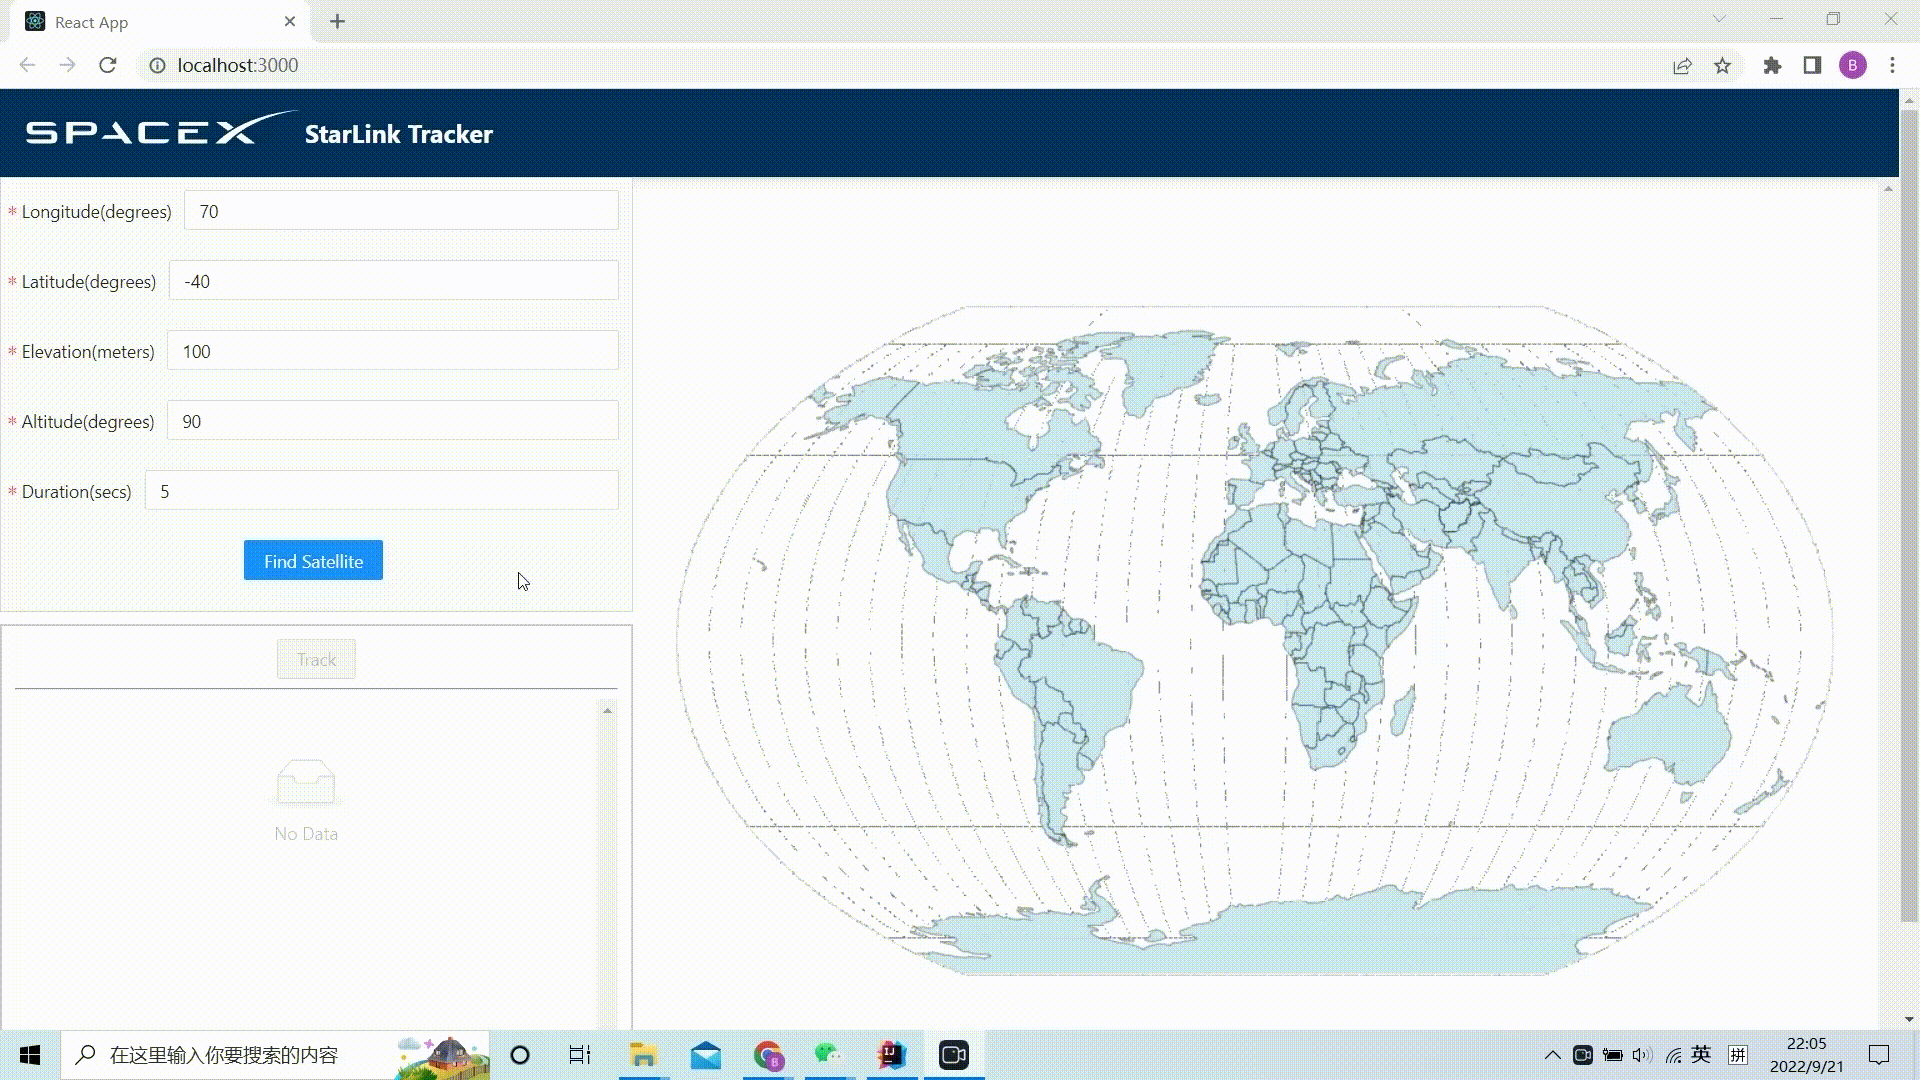 React App
localhost:3000
B
SPACEX StarLink Tracker
* Longitude(degrees) 70
* Latitude(degrees) -40
* Elevation(meters) 100
* Altitude(degrees) 90
* Duration(secs) 5
Find Satellite
Track
No Data
在这里输入你要搜索的内容
B
IJ
英
拼
22:05
2022/9/21